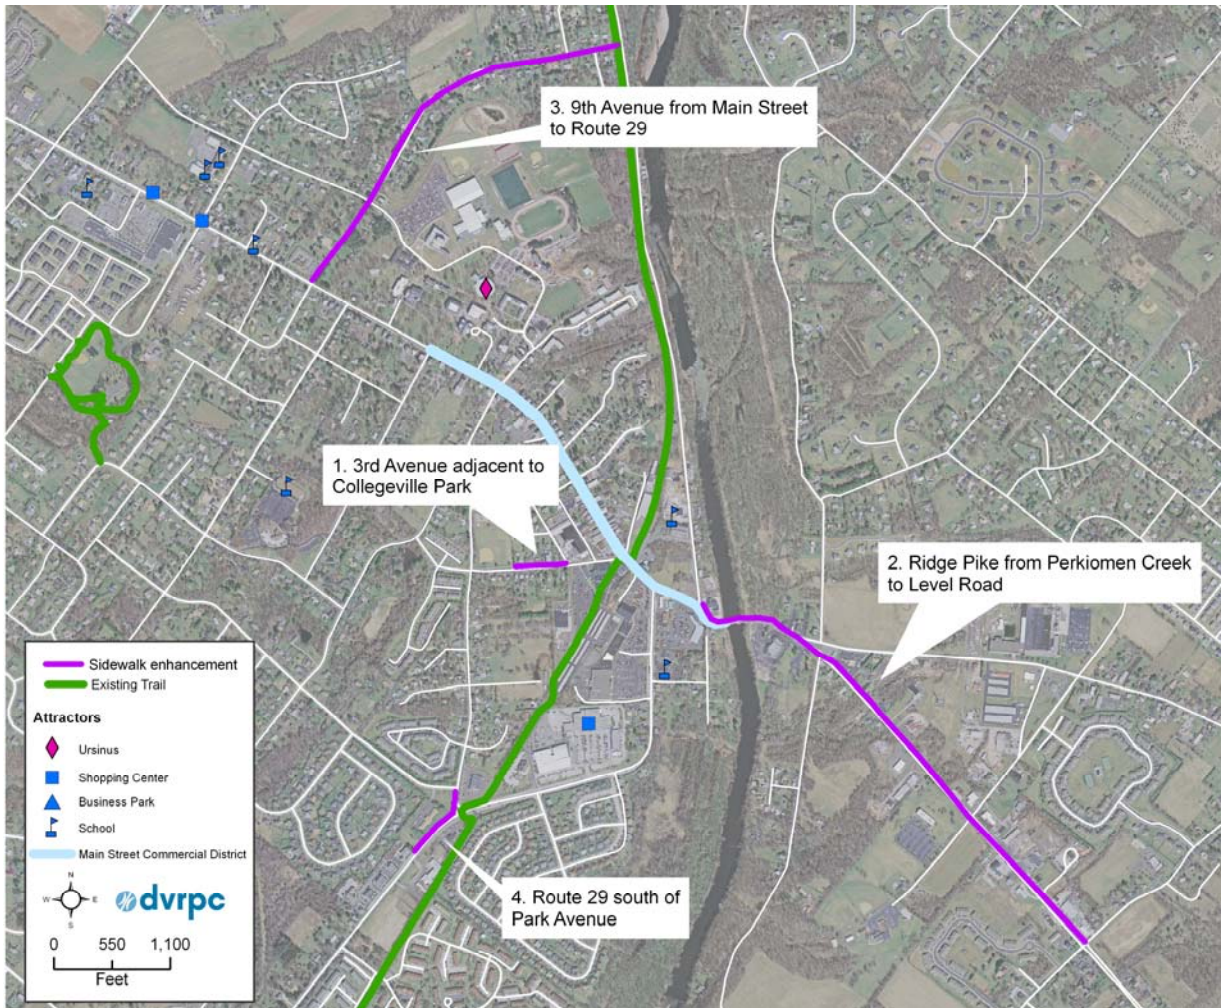 3. 9th Avenue from Main Street
to Route 29
1. 3rd Avenue adjacent to
Collegeville Park
2. Ridge Pike from Perkiomen Creek
to Level Road
4. Route 29 south of
Park Avenue
Sidewalk enhancement
Existing Trail
Attractors
Ursinus
Shopping Center
Business Park
School
Main Street Commercial District
N
W E
S
dvrpc
0 550 1,100
Feet